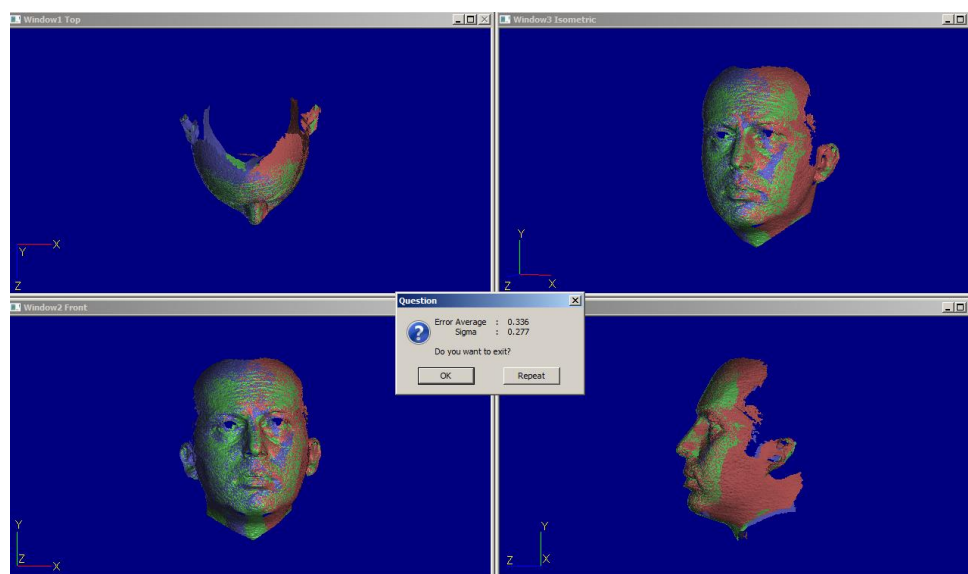 Window1 Top
Window3 Isometric
Y
X
Z
Y
Z
X
Window2 Front
Question
Error Average : 0.336
Sigma : 0.277
Do you want to exit?
OK
Repeat
Y
Z
X
Y
Z
X